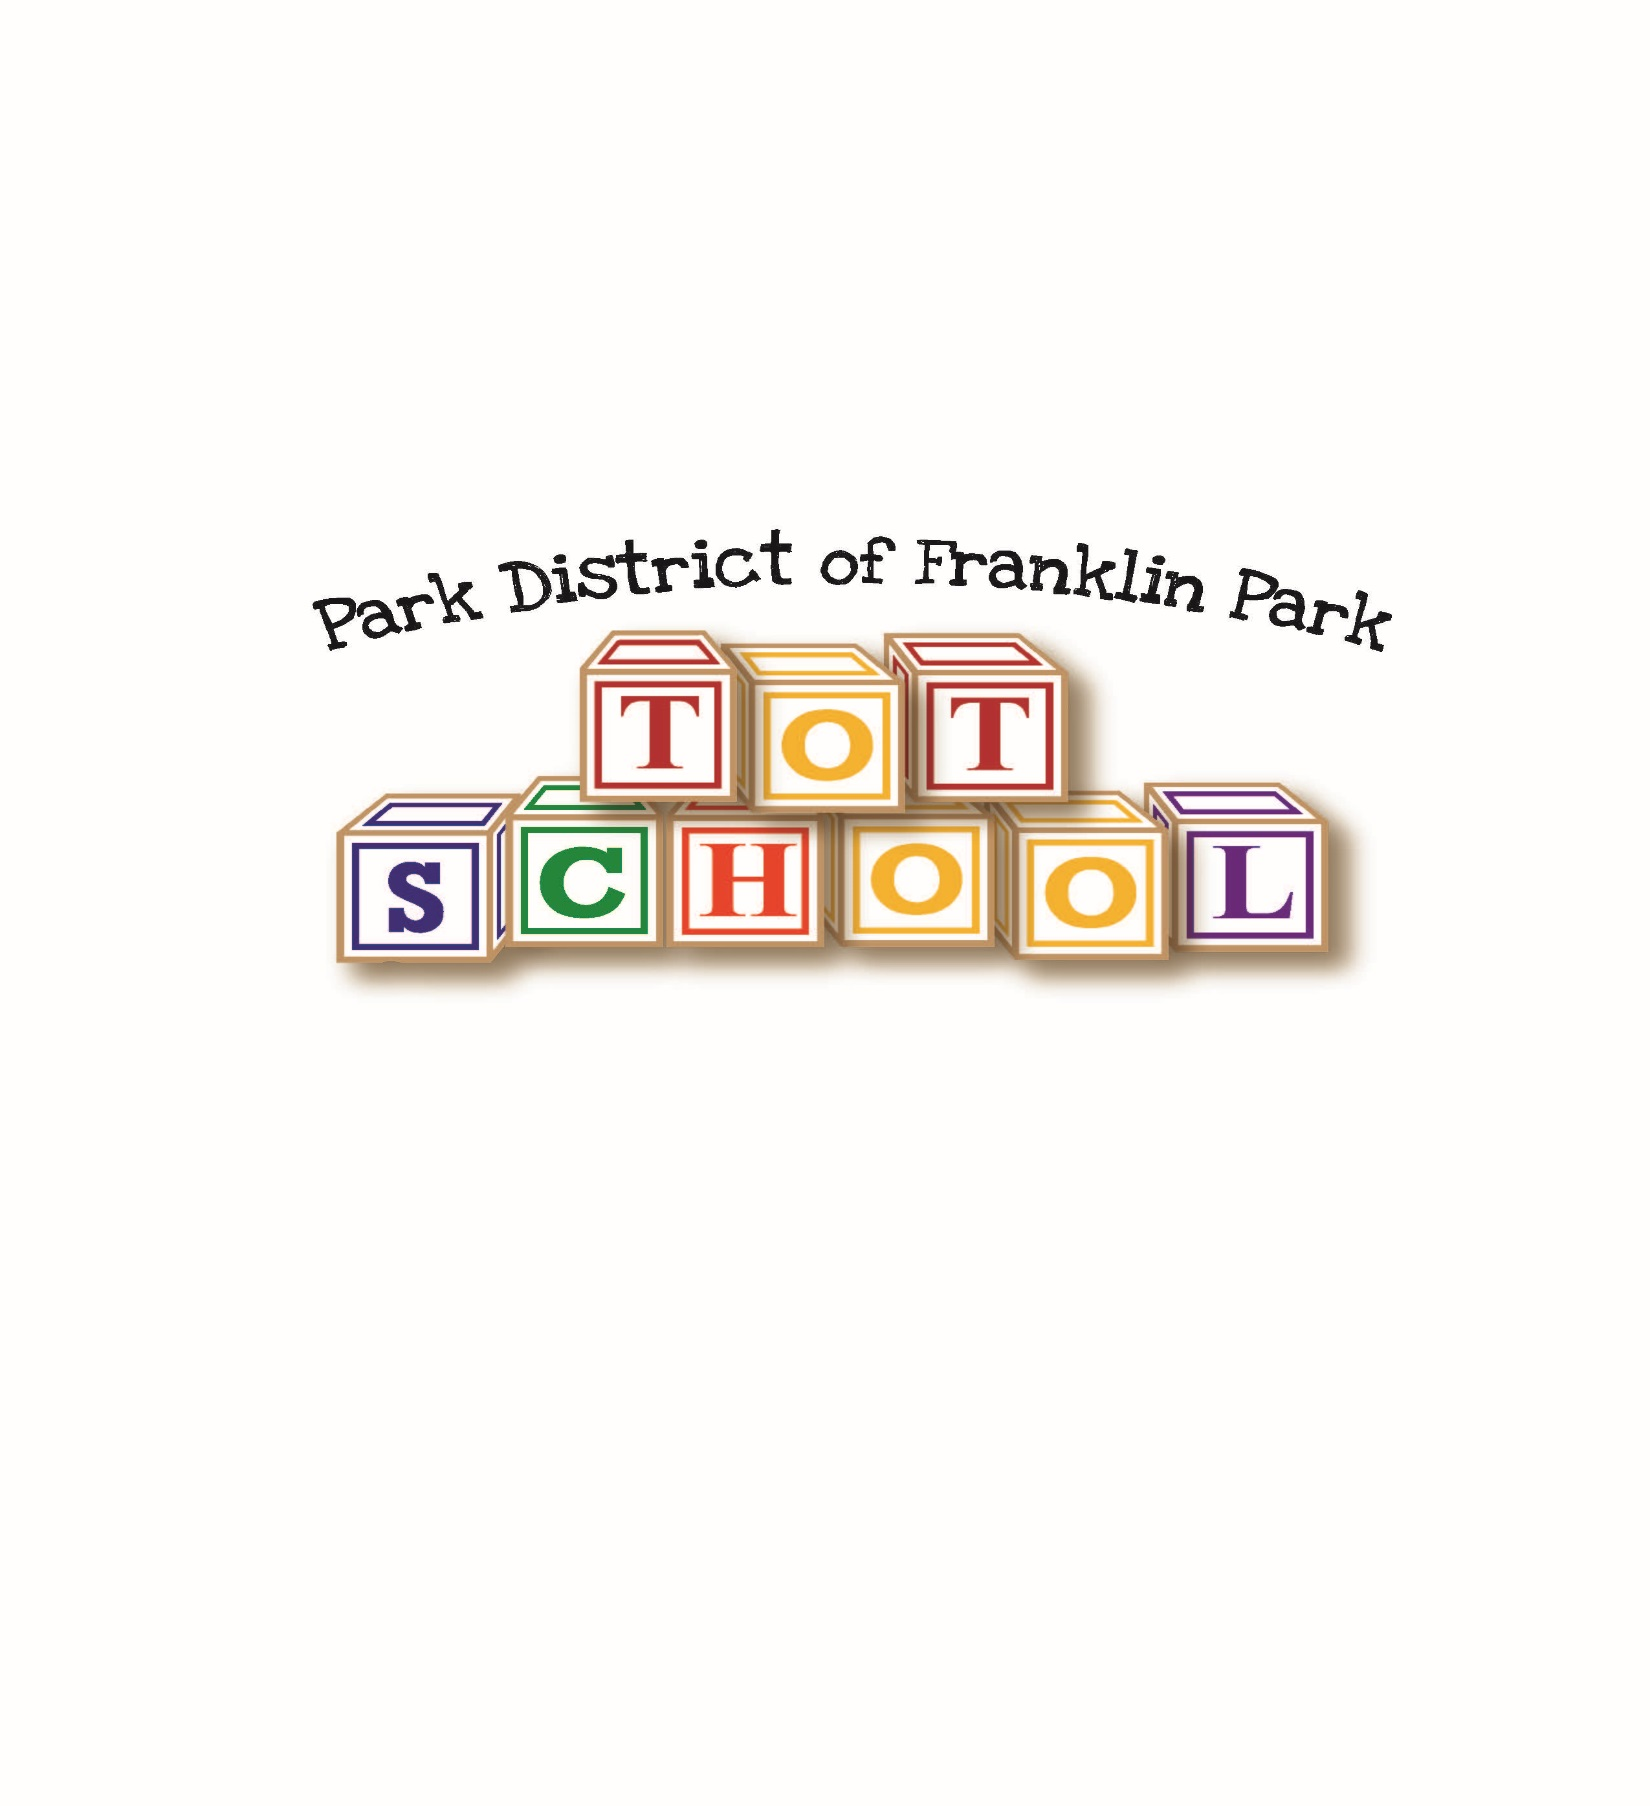 Park District of Franklin Park
TOT
SCHOOL